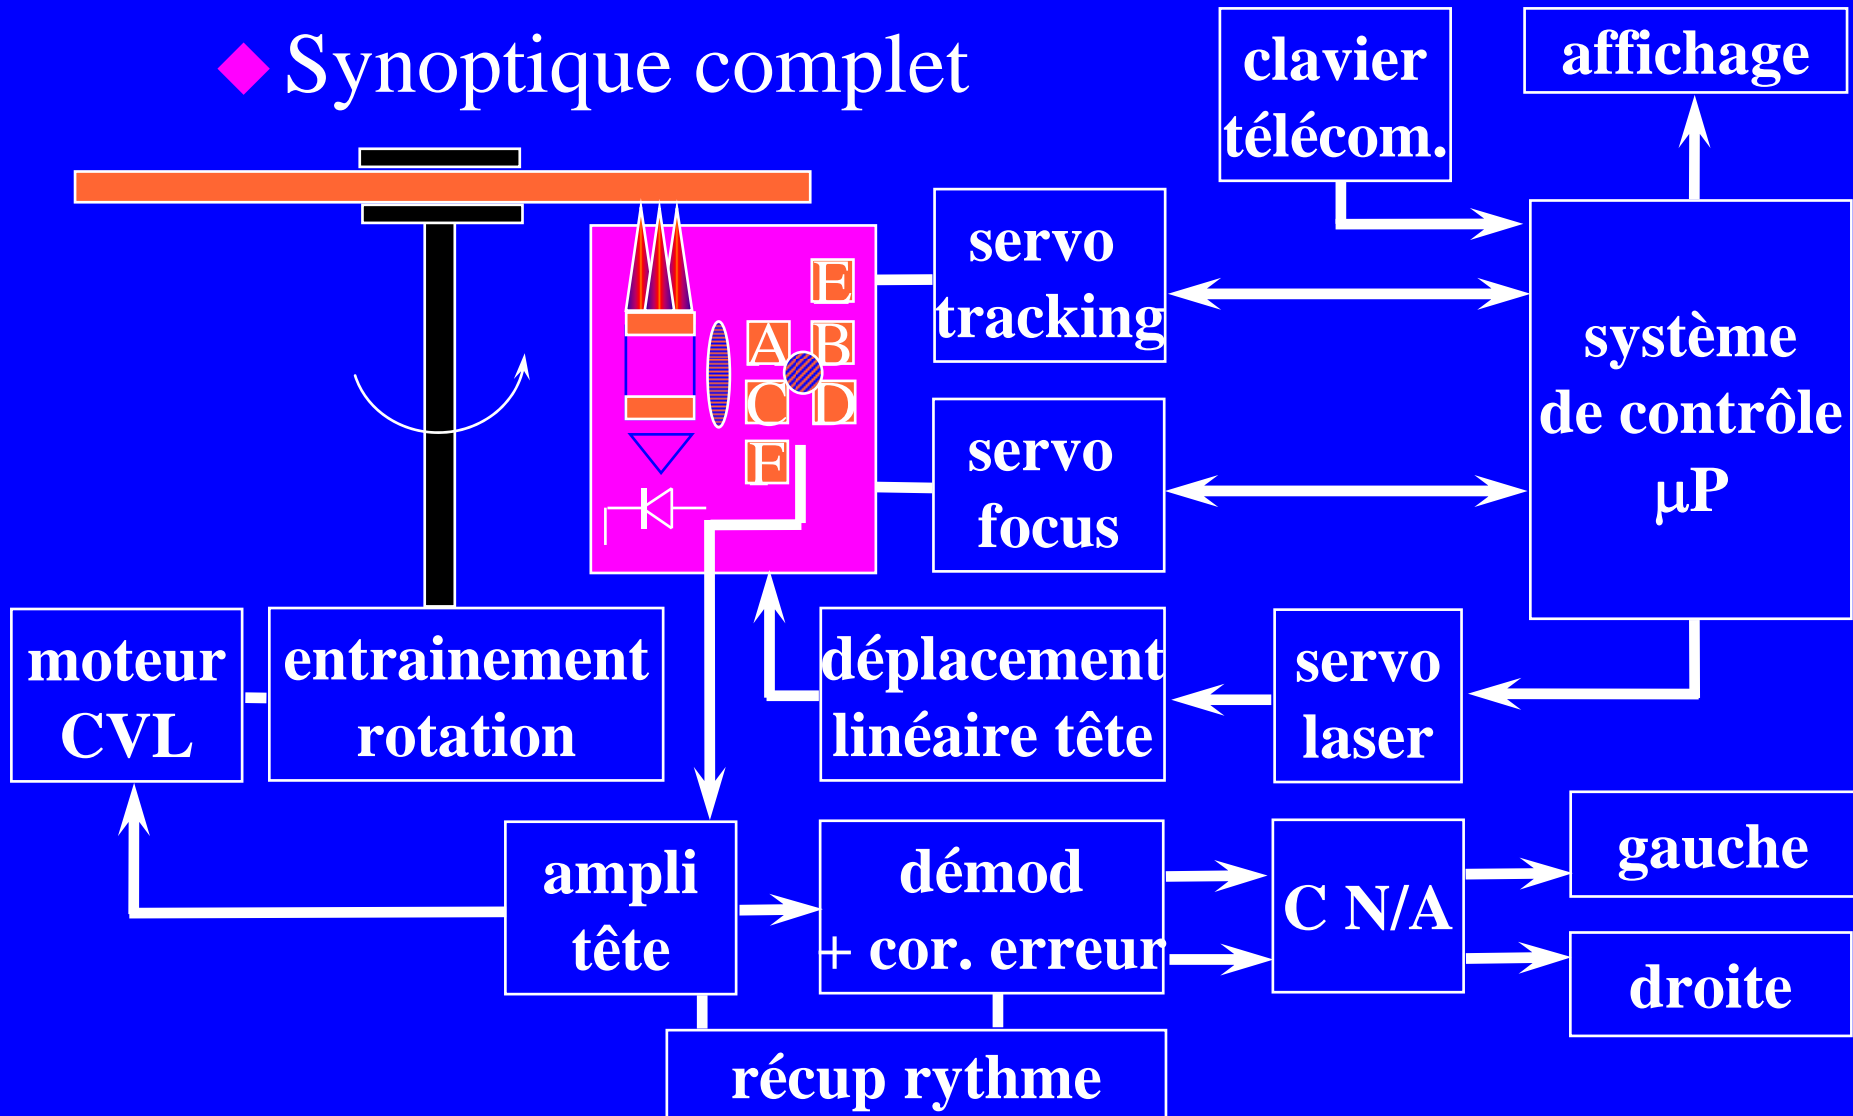 Synoptique complet
clavier
télécom.
affichage
servo
tracking
E
A B
C D
F
servo
focus
système
de contrôle
µP
moteur
CVL
entrainement
rotation
déplacement
linéaire tête
servo
laser
ampli
tête
démod
+ cor. erreur
C N/A
gauche
droite
récup rythme